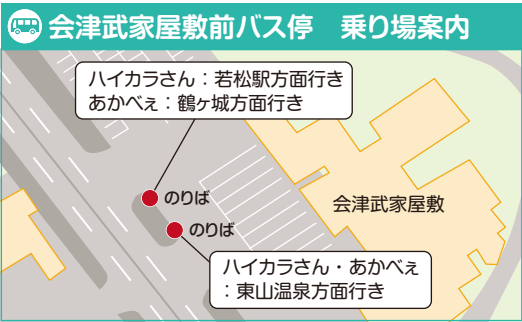 会津武家屋敷前バス停　乗り場案内
ハイカラさん：若松駅方面行き
あかべぇ：鶴ヶ城方面行き
のりば
会津武家屋敷
のりば
ハイカラさん・あかべぇ
：東山温泉方面行き